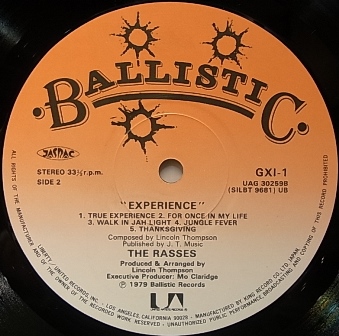 BALLISTIC
JASRAC
STEREO 33⅓ r.p.m.
SIDE 2
GXI-1
UAG 30259B
(SILBT 9681) UB
"EXPERIENCE"
1. TRUE EXPERIENCE 2. FOR ONCE IN MY LIFE
3. WALK IN JAH LIGHT 4. JUNGLE FEVER
5. THANKSGIVING
Composed by Lincoln Thompson
Published by J. T. Music
THE RASSES
Produced & Arranged by
Lincoln Thompson
Executive Producer: Mo Claridge
℗ 1979 Ballistic Records
ALL RIGHTS OF THE MANUFACTURER AND OF THE OWNER OF THE RECORDED WORK RESERVED
LIBERTY/UNITED RECORDS, INC., LOS ANGELES, CALIFORNIA 90028
MANUFACTURED BY KING RECORD CO., JAPAN
UNAUTHORIZED PUBLIC PERFORMANCE, BROADCASTING AND COPYING OF THIS RECORD PROHIBITED